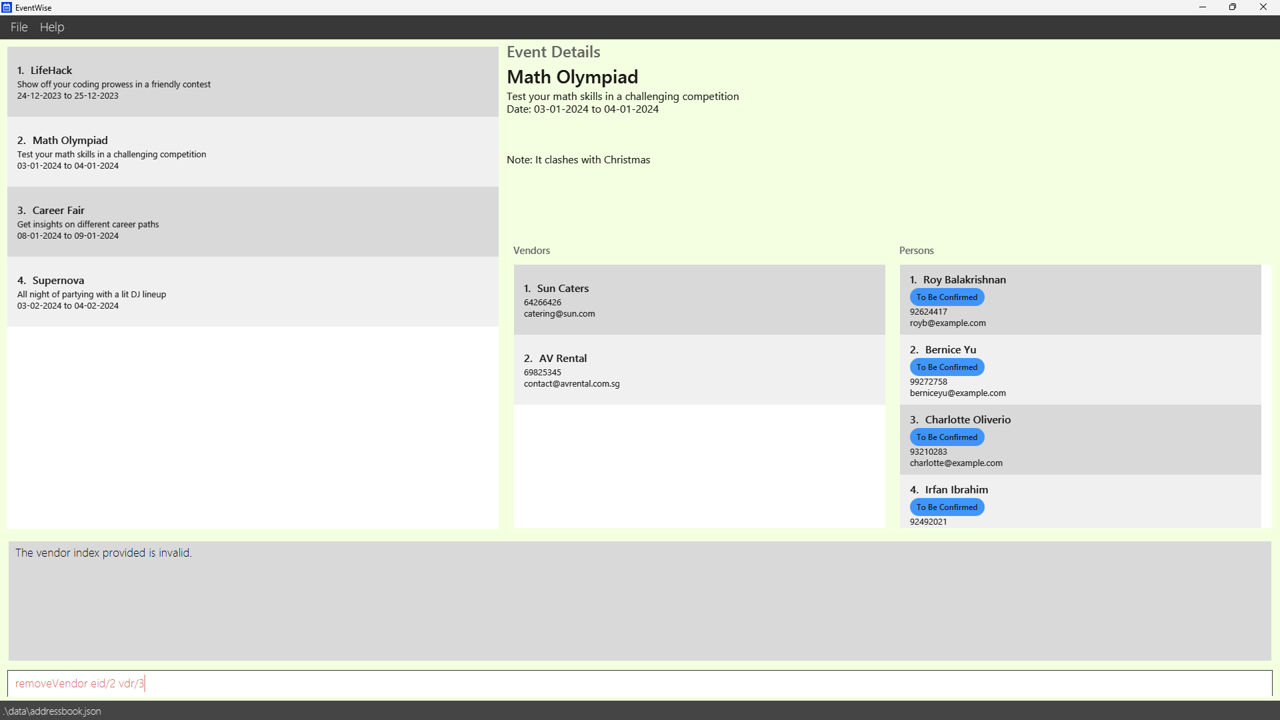 EventWise
File Help
1. LifeHack
Show off your coding prowess in a friendly contest
24-12-2023 to 25-12-2023
2. Math Olympiad
Test your math skills in a challenging competition
03-01-2024 to 04-01-2024
3. Career Fair
Get insights on different career paths
08-01-2024 to 09-01-2024
4. Supernova
All night of partying with a lit DJ lineup
03-02-2024 to 04-02-2024
Event Details
Math Olympiad
Test your math skills in a challenging competition
Date: 03-01-2024 to 04-01-2024
Note: It clashes with Christmas
Vendors
1. Sun Caters
64266426
catering@sun.com
2. AV Rental
69825345
contact@avrental.com.sg
Persons
1. Roy Balakrishnan
To Be Confirmed
92624417
royb@example.com
2. Bernice Yu
To Be Confirmed
99272758
berniceyu@example.com
3. Charlotte Oliverio
To Be Confirmed
93210283
charlotte@example.com
4. Irfan Ibrahim
To Be Confirmed
92492021
The vendor index provided is invalid.
removeVendor eid/2 vdr/3
.\data\addressbook.json